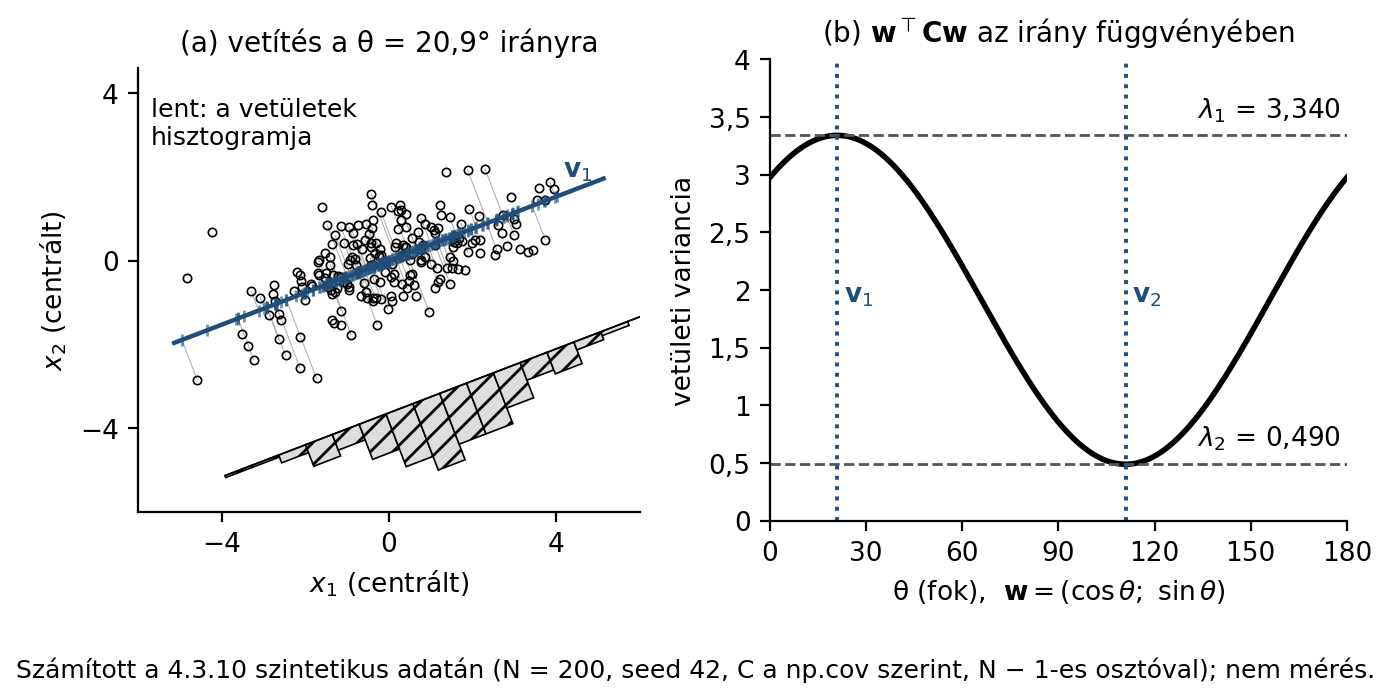 (a) vetítés a θ = 20,9° irányra
lent: a vetületek
hisztogramja
v₁
4
0
−4
x₂ (centrált)
−4 0 4
x₁ (centrált)
(b) w⊤Cw az irány függvényében
4
3,5
3
2,5
2
1,5
1
0,5
0
vetületi variancia
λ₁ = 3,340
v₁
v₂
λ₂ = 0,490
0 30 60 90 120 150 180
θ (fok), w = (cos θ; sin θ)
Számított a 4.3.10 szintetikus adatán (N = 200, seed 42, C a np.cov szerint, N − 1-es osztóval); nem mérés.